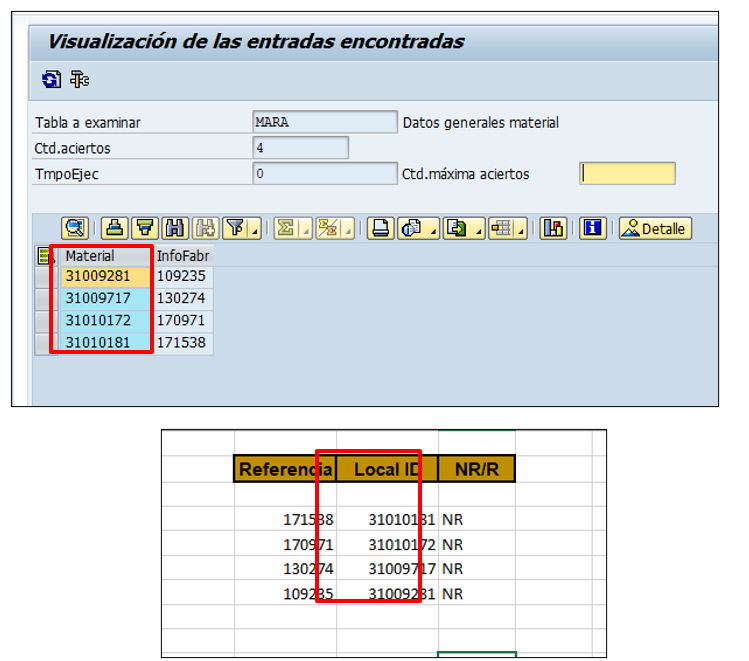 Visualización de las entradas encontradas
Tabla a examinar MARA Datos generales material
Ctd.aciertos 4
TmpoEjec 0 Ctd.máxima aciertos
Detalle
Material InfoFabr
31009281 109235
31009717 130274
31010172 170971
31010181 171538
Referencia Local ID NR/R
171538 31010181 NR
170971 31010172 NR
130274 31009717 NR
109235 31009281 NR